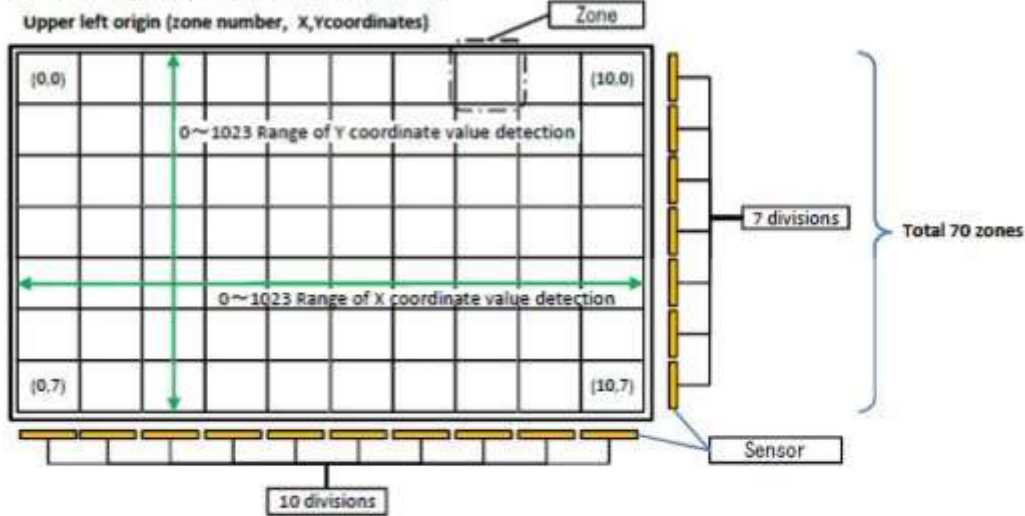 Upper left origin (zone number, X,Ycoordinates)
Zone
(0,0)
(10,0)
0～1023 Range of Y coordinate value detection
7 divisions
Total 70 zones
0～1023 Range of X coordinate value detection
(0,7)
(10,7)
Sensor
10 divisions